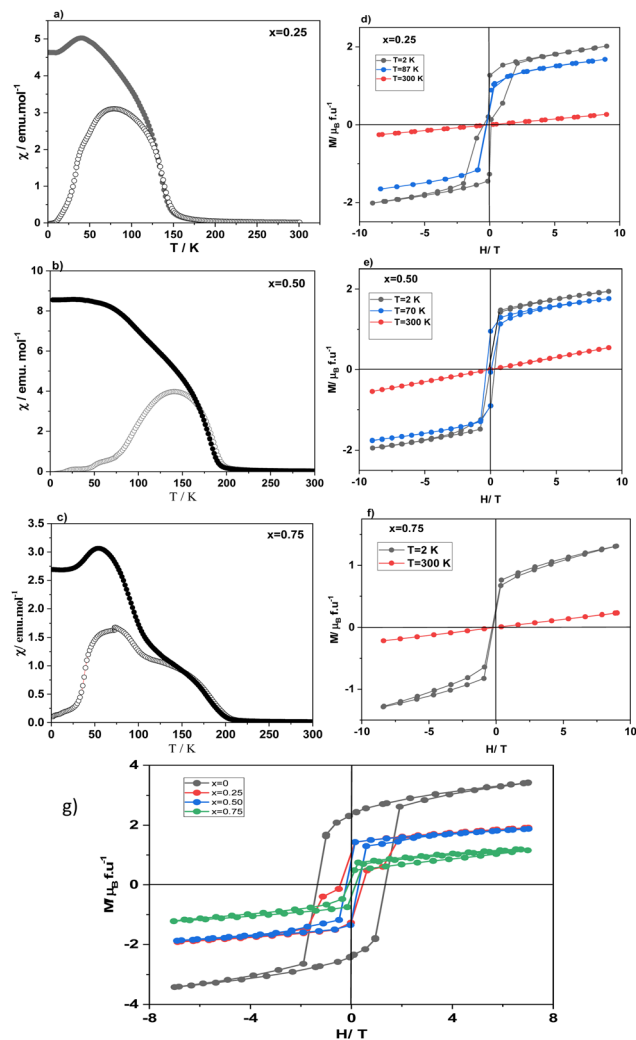 a)
x=0.25
χ / emu.mol-1
5
4
3
2
1
0
0 50 100 150 200 250 300
T / K
d)
x=0.25
T=2 K
T=87 K
T=300 K
M/ μB f.u-1
2
1
0
-1
-2
-10 -5 0 5 10
H/ T
b)
x=0.50
χ / emu. mol-1
10
8
6
4
2
0
0 50 100 150 200 250 300
T / K
e)
x=0.50
T=2 K
T=70 K
T=300 K
M/ μB f.u-1
2
1
0
-1
-2
-10 -5 0 5 10
H/ T
c)
x=0.75
χ/ emu.mol-1
3.5
3.0
2.5
2.0
1.5
1.0
0.5
0.0
0 50 100 150 200 250 300
T / K
f)
x=0.75
T=2 K
T=300 K
M/ μB f.u-1
1
0
-1
-10 -5 0 5 10
H/ T
g)
x=0
x=0.25
x=0.50
x=0.75
M/ μB f.u-1
4
2
0
-2
-4
-8 -4 0 4 8
H/ T